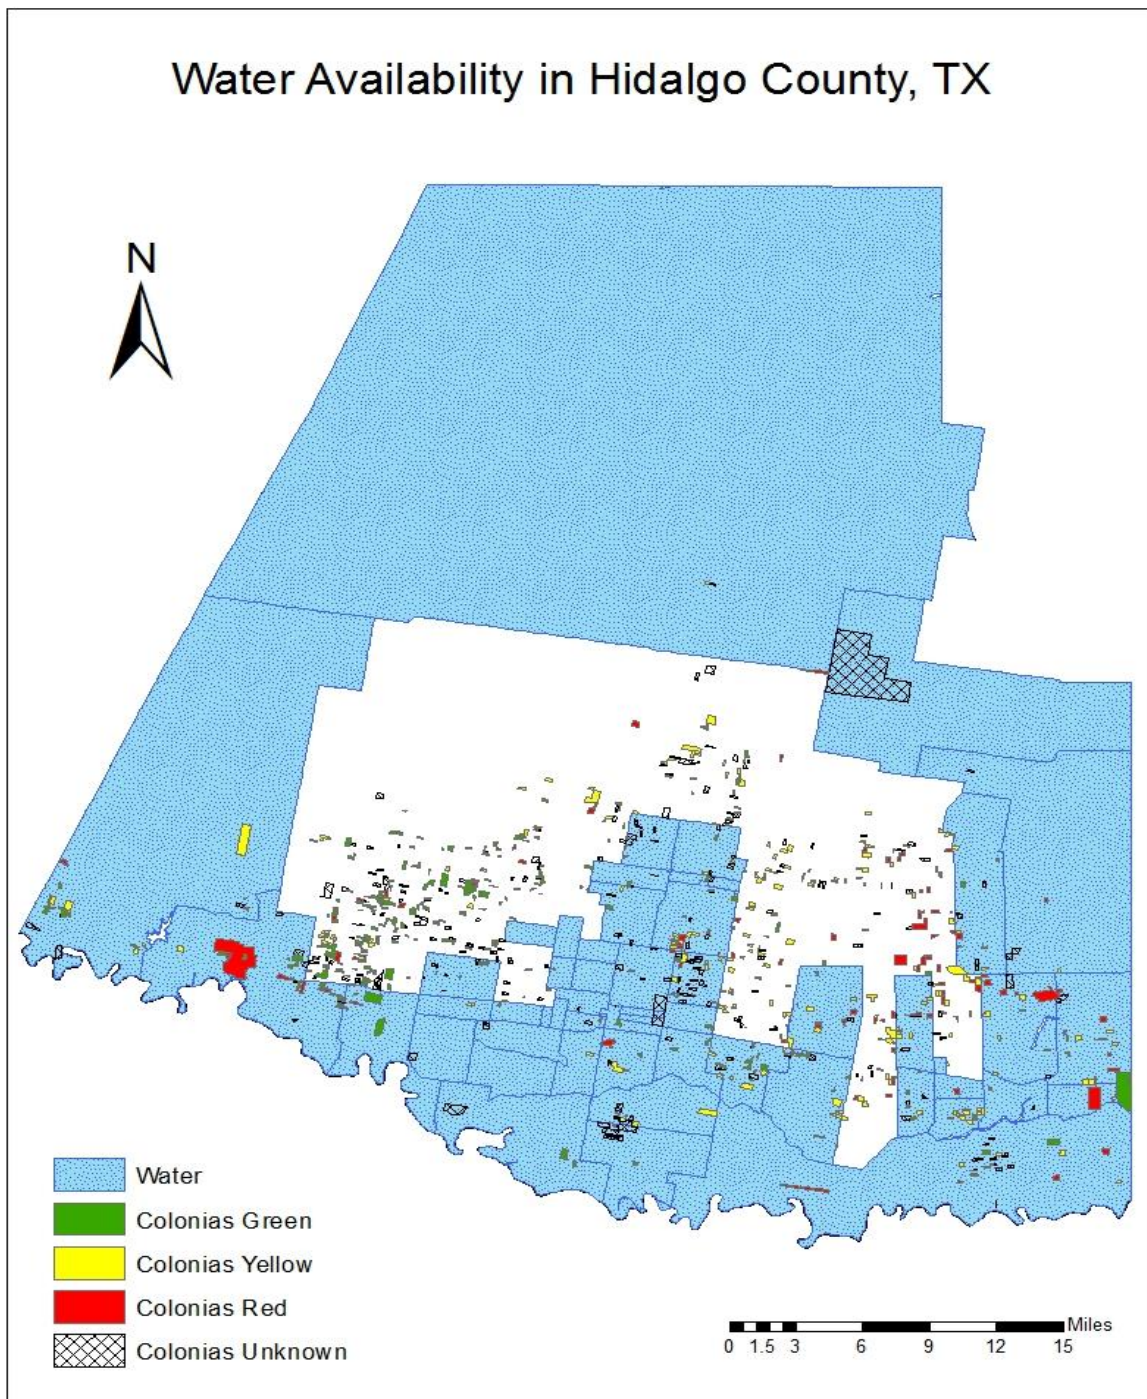 Water Availability in Hidalgo County, TX
N
Water
Colonias Green
Colonias Yellow
Colonias Red
Colonias Unknown
Miles
0 1.5 3 6 9 12 15